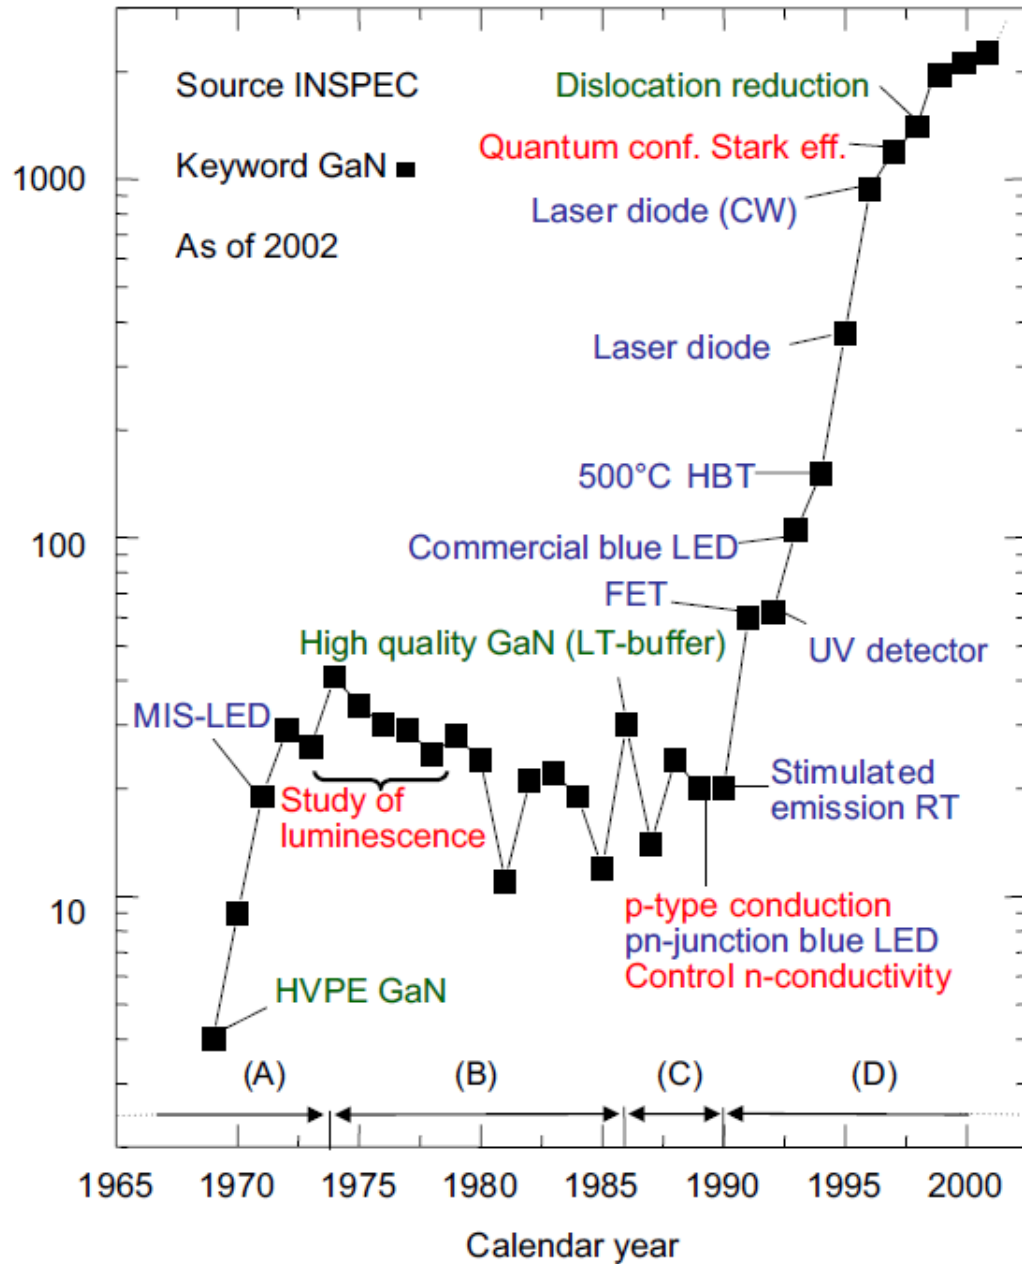 Source INSPEC
Dislocation reduction
Keyword GaN
Quantum conf. Stark eff.
1000
Laser diode (CW)
As of 2002
Laser diode
500°C HBT
100
Commercial blue LED
FET
High quality GaN (LT-buffer)
UV detector
MIS-LED
Stimulated
emission RT
Study of
luminescence
10
p-type conduction
pn-junction blue LED
Control n-conductivity
HVPE GaN
(A) (B) (C) (D)
1965 1970 1975 1980 1985 1990 1995 2000
Calendar year